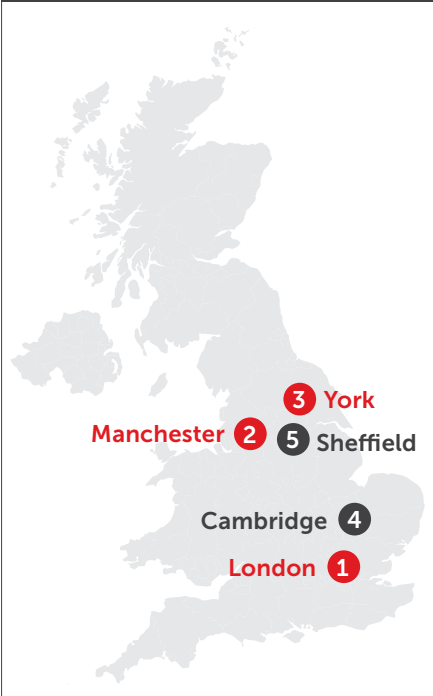 3 York
Manchester 2
5 Sheffield
Cambridge 4
London 1